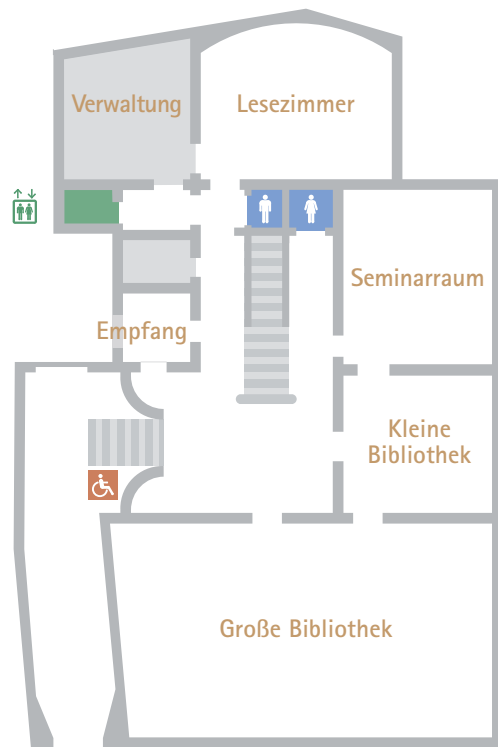 Verwaltung
Lesezimmer
Seminarraum
Empfang
Kleine
Bibliothek
Große Bibliothek